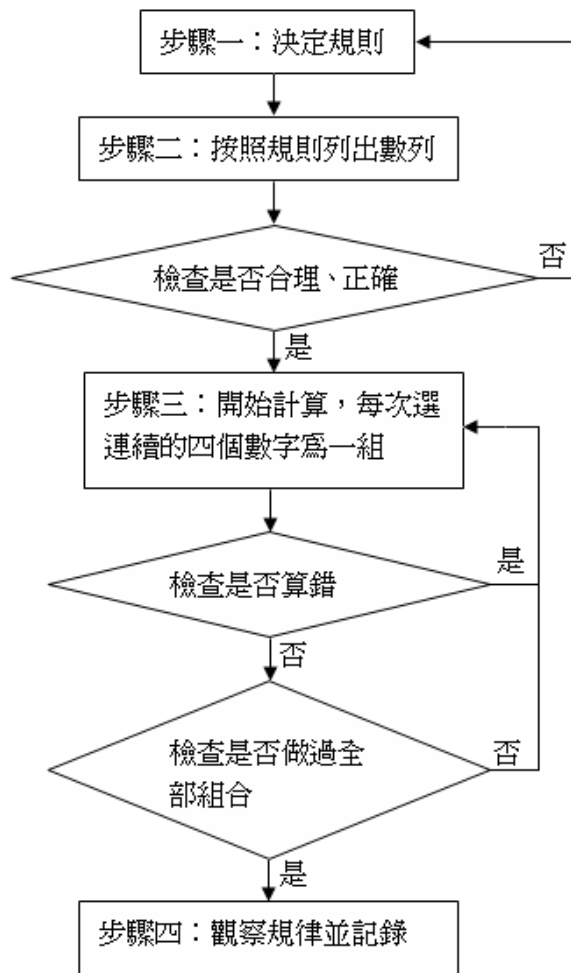 步驟一：決定規則
步驟二：按照規則列出數列
檢查是否合理、正確
否
是
步驟三：開始計算，每次選
連續的四個數字為一組
檢查是否算錯
是
否
檢查是否做過全
部組合
否
是
步驟四：觀察規律並記錄